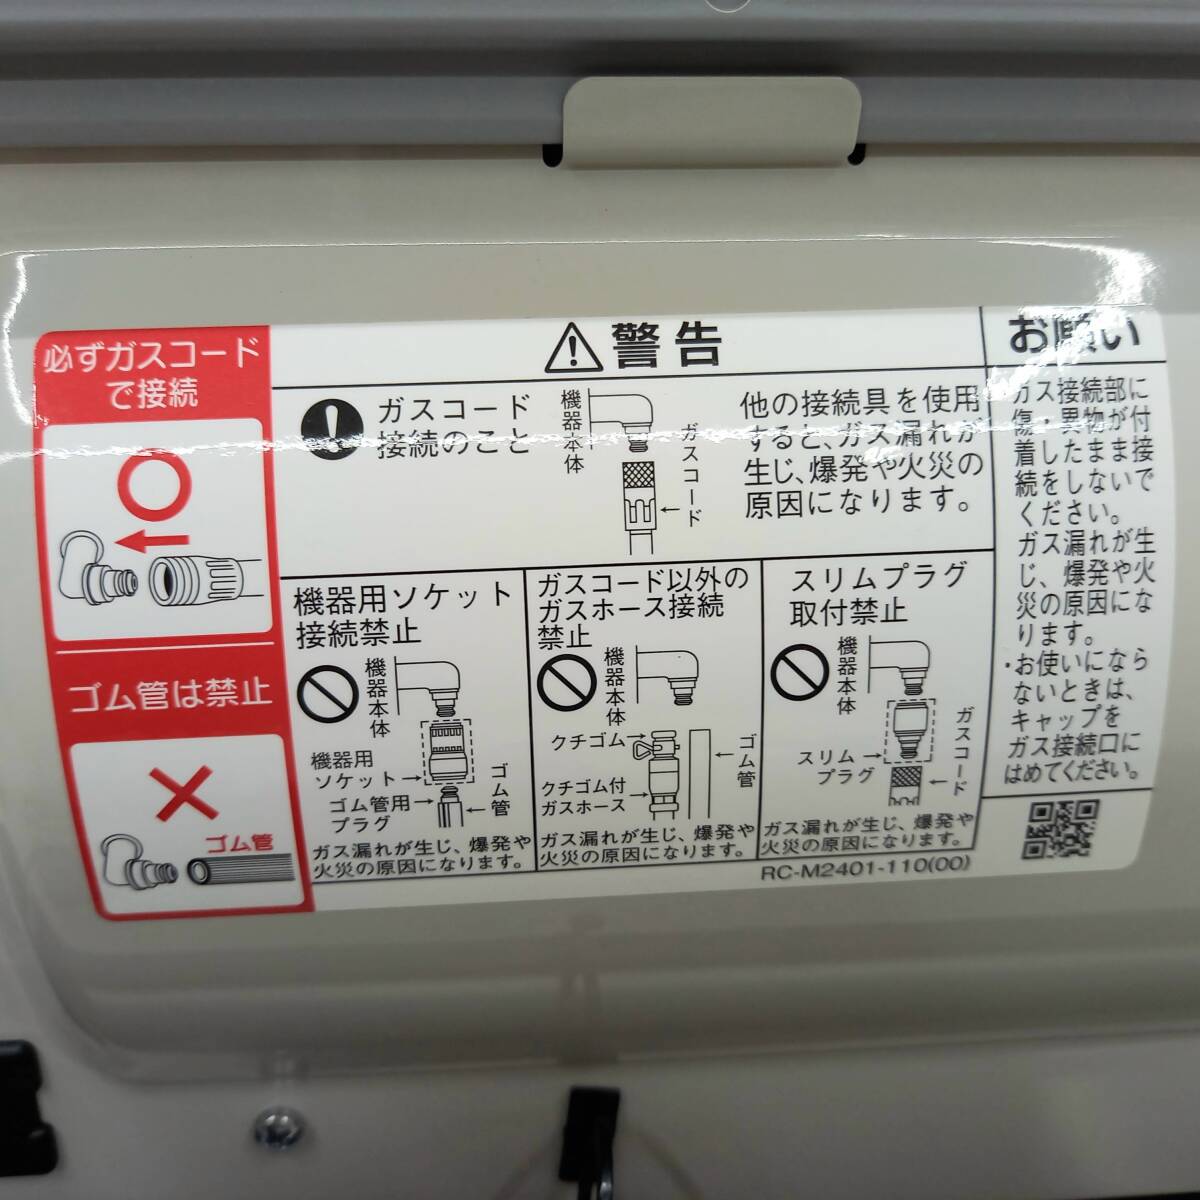 必ずガスコード
で接続
ゴム管は禁止
ゴム管
警告
ガスコード
接続のこと
機器本体
ガスコード
他の接続具を使用
すると、ガス漏れが
生じ、爆発や火災の
原因になります。
機器用ソケット
接続禁止
機器本体
機器用
ソケット
ゴム管用
プラグ
ゴム管
ガス漏れが生じ、爆発や
火災の原因になります。
ガスコード以外の
ガスホース接続
禁止
機器本体
クチゴム
クチゴム付
ガスホース
ゴム管
ガス漏れが生じ、爆発や
火災の原因になります。
スリムプラグ
取付禁止
機器本体
スリム
プラグ
ガスコード
ガス漏れが生じ、爆発や
火災の原因になります。
RC-M2401-110(00)
お願い
ガス接続部に
傷・異物が付
着したまま接
続をしないで
ください。
ガス漏れが生
じ、爆発や火
災の原因にな
ります。
・お使いになら
ないときは、
キャップを
ガス接続口に
はめてください。